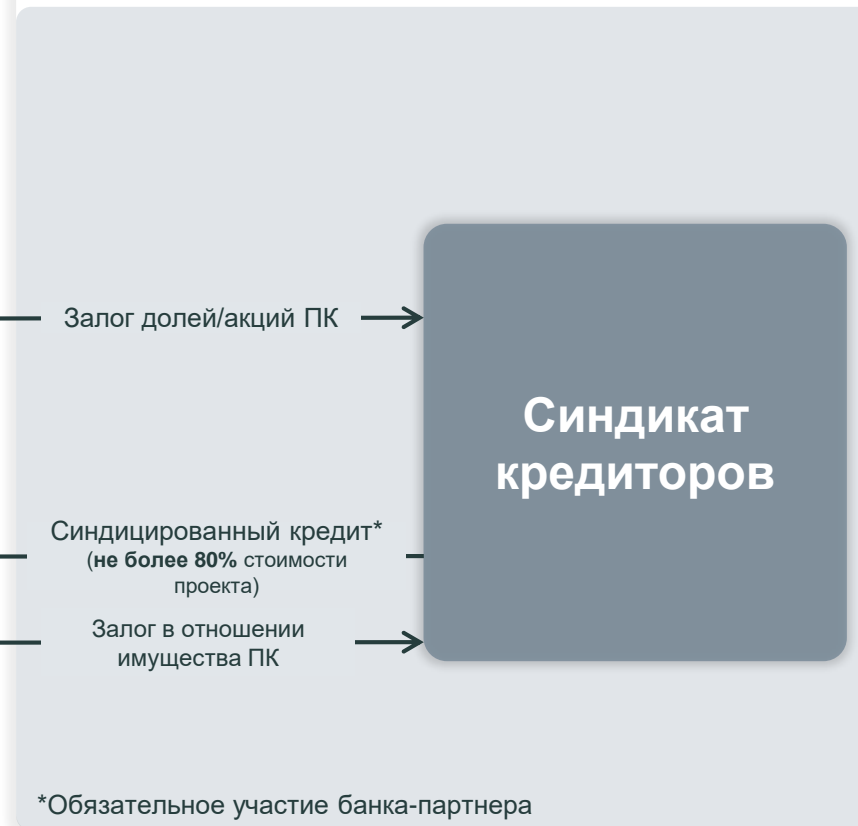 Залог долей/акций ПК
Синдикат
кредиторов
Синдицированный кредит*
(не более 80% стоимости
проекта)
Залог в отношении
имущества ПК
*Обязательное участие банка-партнера